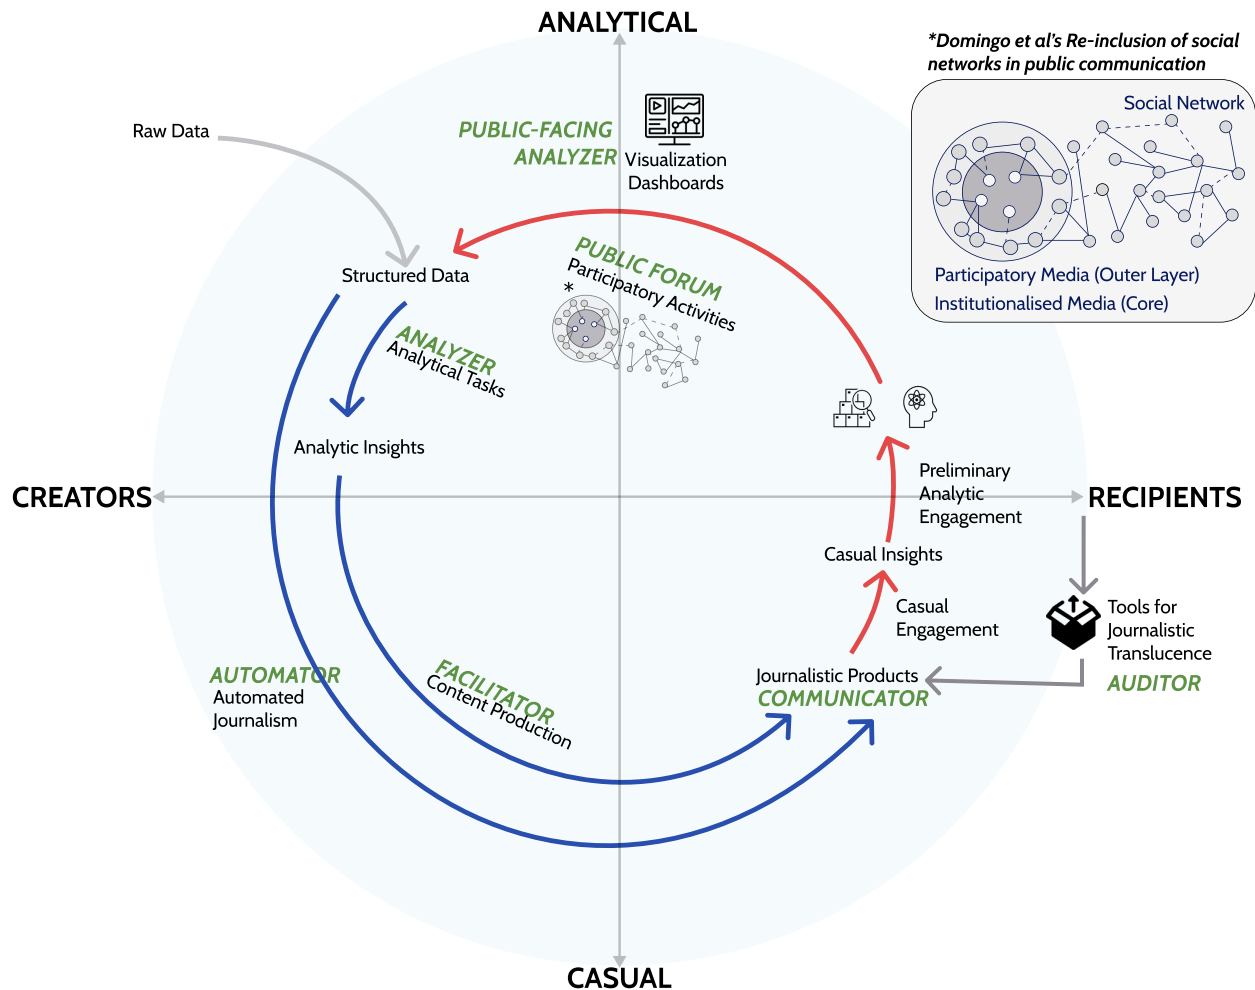 ANALYTICAL
*Domingo et al's Re-inclusion of social
networks in public communication
Social Network
Participatory Media (Outer Layer)
Institutionalised Media (Core)
Raw Data
PUBLIC-FACING
ANALYZER
Visualization
Dashboards
Structured Data
PUBLIC FORUM
Participatory Activities
*
ANALYZER
Analytical Tasks
Analytic Insights
Preliminary
Analytic
Engagement
CREATORS
RECIPIENTS
Casual Insights
Casual
Engagement
Tools for
Journalistic
Translucence
AUDITOR
Journalistic Products
COMMUNICATOR
AUTOMATOR
Automated
Journalism
FACILITATOR
Content Production
CASUAL